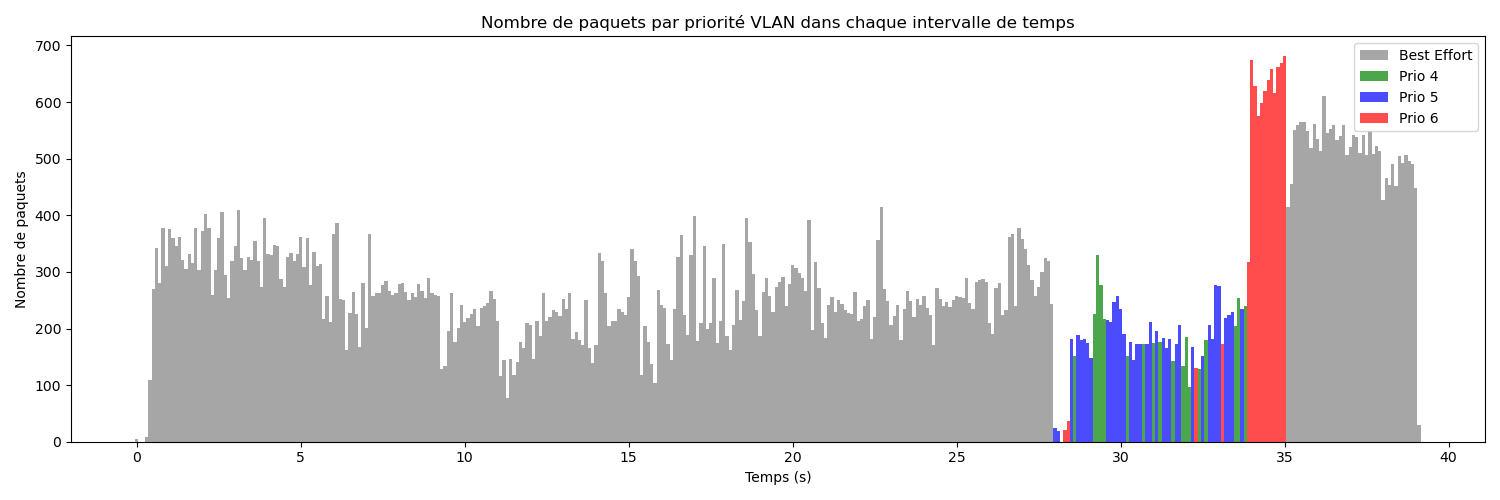 Nombre de paquets par priorité VLAN dans chaque intervalle de temps
Nombre de paquets
700
600
500
400
300
200
100
0
Best Effort
Prio 4
Prio 5
Prio 6
0 5 10 15 20 25 30 35 40
Temps (s)